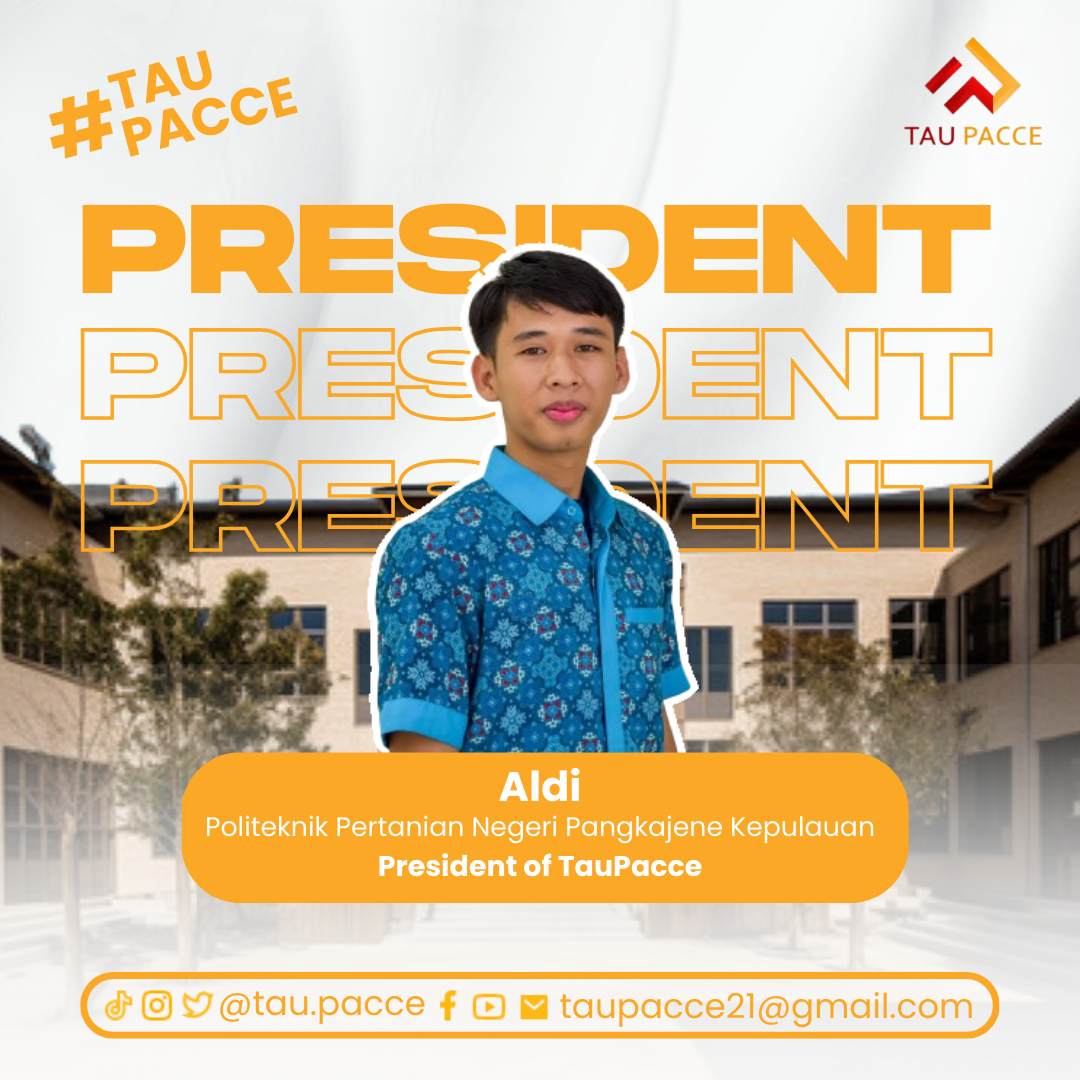 #TAU
PACCE
TAU PACCE
PRESIDENT
PRESIDENT
PRESIDENT
Aldi
Politeknik Pertanian Negeri Pangkajene Kepulauan
President of TauPacce
@tau.pacce taupacce21@gmail.com